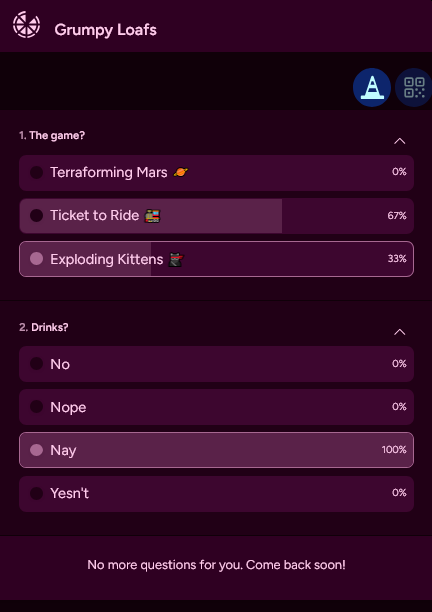 Grumpy Loafs
1. The game?
Terraforming Mars 🪐 0%
Ticket to Ride 🚂 67%
Exploding Kittens 0 33%
2. Drinks?
No 0%
Nope 0%
Nay 100%
Yesn't 0%
No more questions for you. Come back soon!